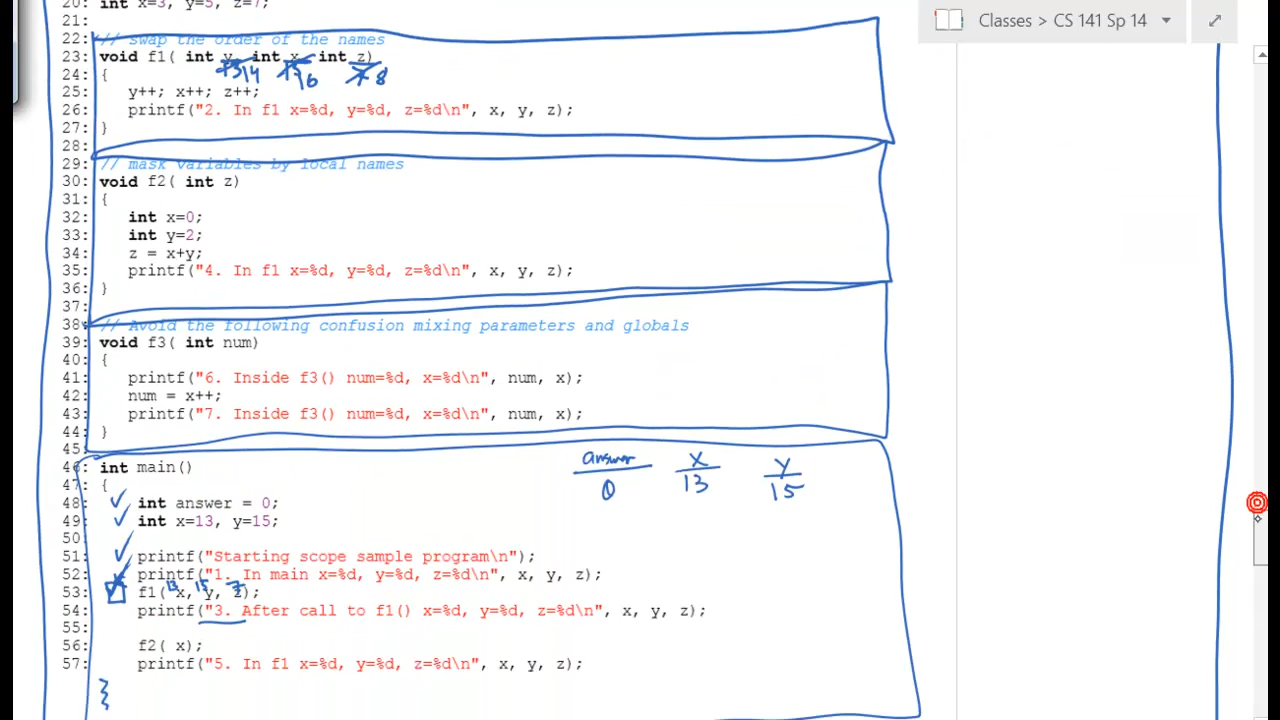 20: int x=3, y=5, z=7;
Classes > CS 141 Sp 14
21:
22: // swap the order of the names
23: void f1( int y, int x, int z)
13 14 15 16 7 8
24: {
25: y++; x++; z++;
26: printf("2. In f1 x=%d, y=%d, z=%d\n", x, y, z);
27: }
28:
29: // mask variables by local names
30: void f2( int z)
31: {
32: int x=0;
33: int y=2;
34: z = x+y;
35: printf("4. In f1 x=%d, y=%d, z=%d\n", x, y, z);
36: }
37:
38: // Avoid the following confusion mixing parameters and globals
39: void f3( int num)
40: {
41: printf("6. Inside f3() num=%d, x=%d\n", num, x);
42: num = x++;
43: printf("7. Inside f3() num=%d, x=%d\n", num, x);
44: }
45:
answer x y
46: int main()
0 13 15
47: {
48: int answer = 0;
49: int x=13, y=15;
50:
51: printf("Starting scope sample program\n");
52: printf("1. In main x=%d, y=%d, z=%d\n", x, y, z);
13 15 7
53: f1( x, y, z);
54: printf("3. After call to f1() x=%d, y=%d, z=%d\n", x, y, z);
55:
56: f2( x);
57: printf("5. In f1 x=%d, y=%d, z=%d\n", x, y, z);
}